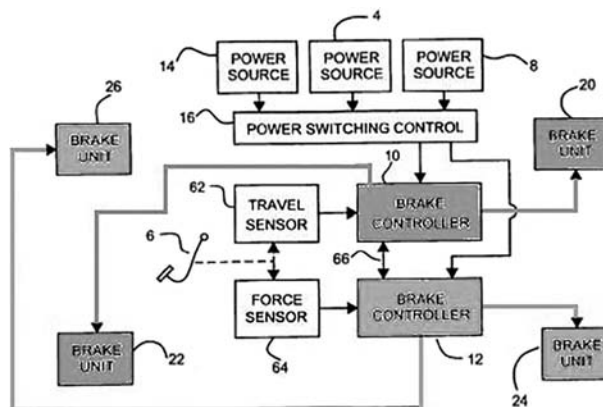 4
14
POWER
SOURCE
POWER
SOURCE
POWER
SOURCE
8
26
20
16
POWER SWITCHING CONTROL
BRAKE
UNIT
BRAKE
UNIT
10
62
TRAVEL
SENSOR
BRAKE
CONTROLLER
6
66
FORCE
SENSOR
BRAKE
CONTROLLER
BRAKE
UNIT
22
64
12
24
BRAKE
UNIT